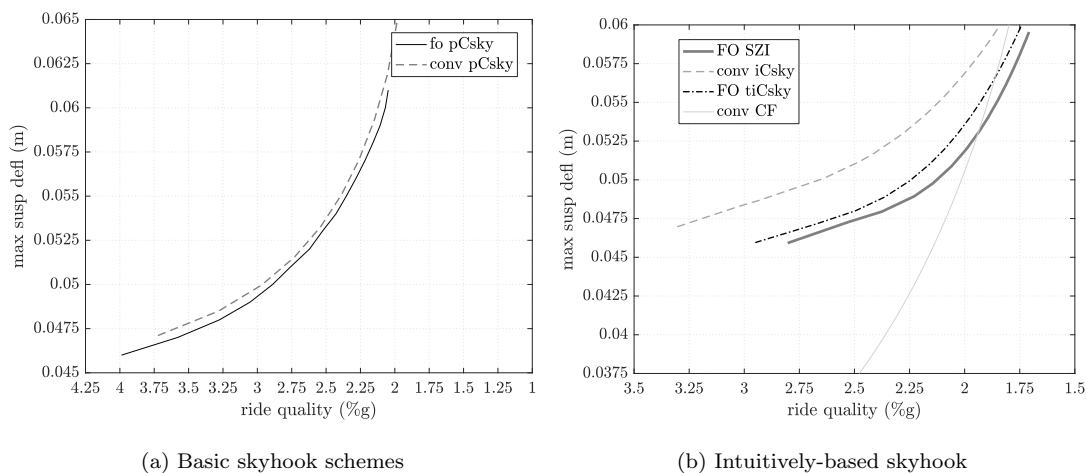 0.065
0.0625
0.06
0.0575
0.055
0.0525
0.05
0.0475
0.045
max susp defl (m)
fo pCsky
conv pCsky
4.25 4 3.75 3.5 3.25 3 2.75 2.5 2.25 2 1.75 1.5 1.25 1
ride quality (%g)
(a) Basic skyhook schemes
0.06
0.0575
0.055
0.0525
0.05
0.0475
0.045
0.0425
0.04
0.0375
max susp defl (m)
FO SZI
conv iCsky
FO tiCsky
conv CF
3.5 3.25 3 2.75 2.5 2.25 2 1.75 1.5
ride quality (%g)
(b) Intuitively-based skyhook